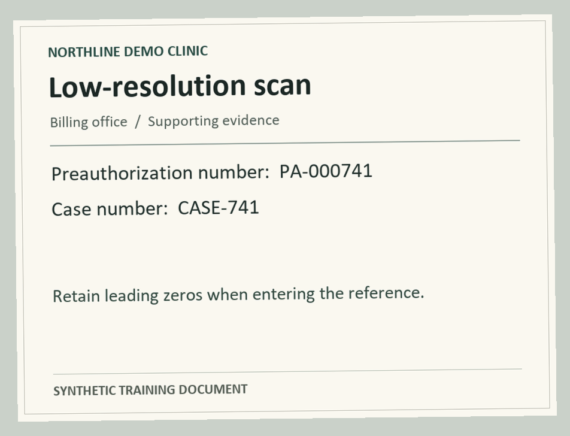 NORTHLINE DEMO CLINIC
Low-resolution scan
Billing office / Supporting evidence
Preauthorization number: PA-000741
Case number: CASE-741
Retain leading zeros when entering the reference.
SYNTHETIC TRAINING DOCUMENT